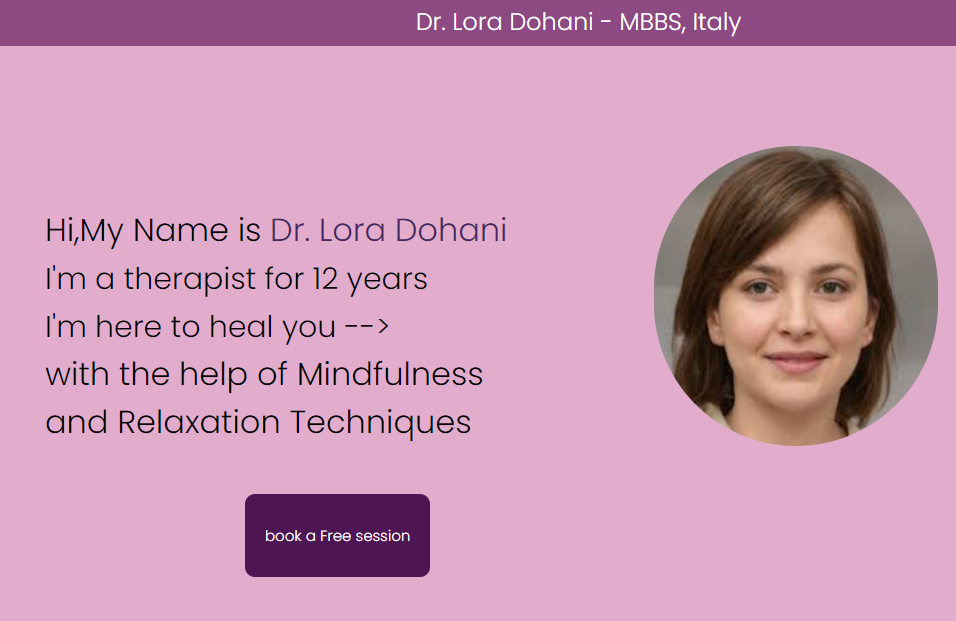 Dr. Lora Dohani - MBBS, Italy
Hi,My Name is Dr. Lora Dohani
I'm a therapist for 12 years
I'm here to heal you -->
with the help of Mindfulness
and Relaxation Techniques
book a Free session